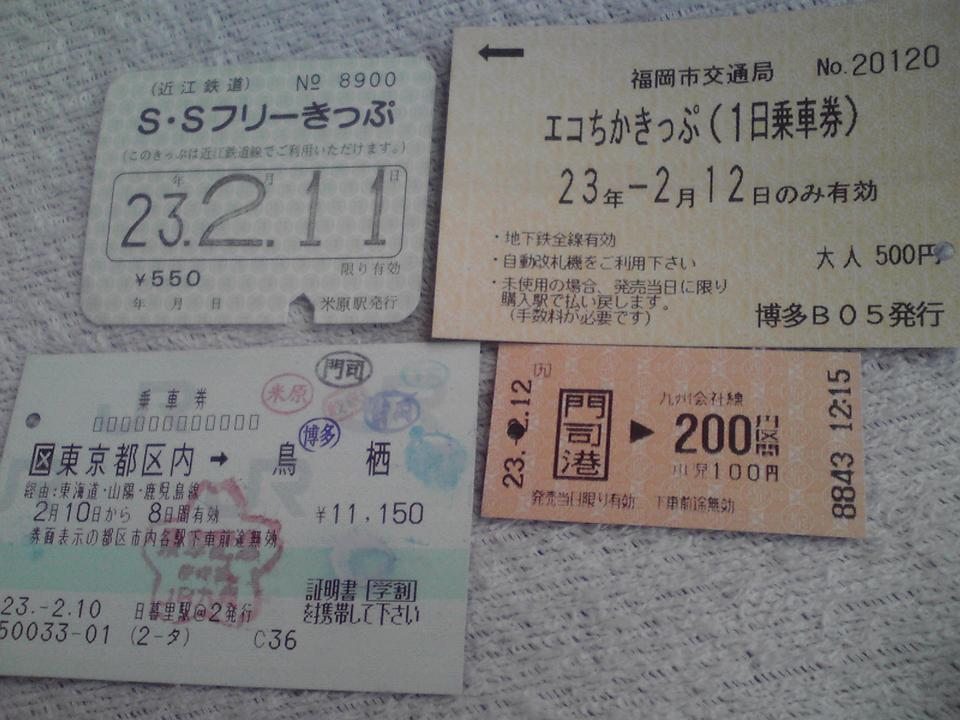 (近江鉄道) № 8900
S・Sフリーきっぷ
(このきっぷは近江鉄道線でご利用いただけます。)
年 月 日
23.2.11
¥550 限り有効
年 月 日 米原駅発行
福岡市交通局 No.20120
エコちかきっぷ(1日乗車券)
23年-2月12日のみ有効
・地下鉄全線有効
・自動改札機をご利用下さい
・未使用の場合、発売当日に限り
購入駅で払い戻します。
(手数料が必要です)
大人 500円
博多B05発行
門司
米原
博多
乗車券
区東京都区内 → 鳥栖
経由:東海道・山陽・鹿児島線
2月10日から 8日間有効 ¥11,150
券面表示の都区市内各駅下車前途無効
証明書 学割
を携帯して下さい
23.-2.10 日暮里駅@2発行
50033-01 (2-タ) C36
23.-2.12
門司港
九州会社線
▶ 200円区間
小児100円
発売当日限り有効 下車前途無効
8843 12:15